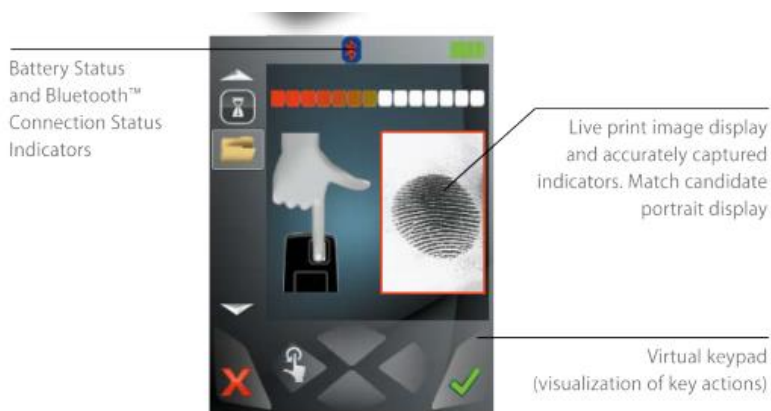 Battery Status
and Bluetooth™
Connection Status
Indicators
Live print image display
and accurately captured
indicators. Match candidate
portrait display
Virtual keypad
(visualization of key actions)